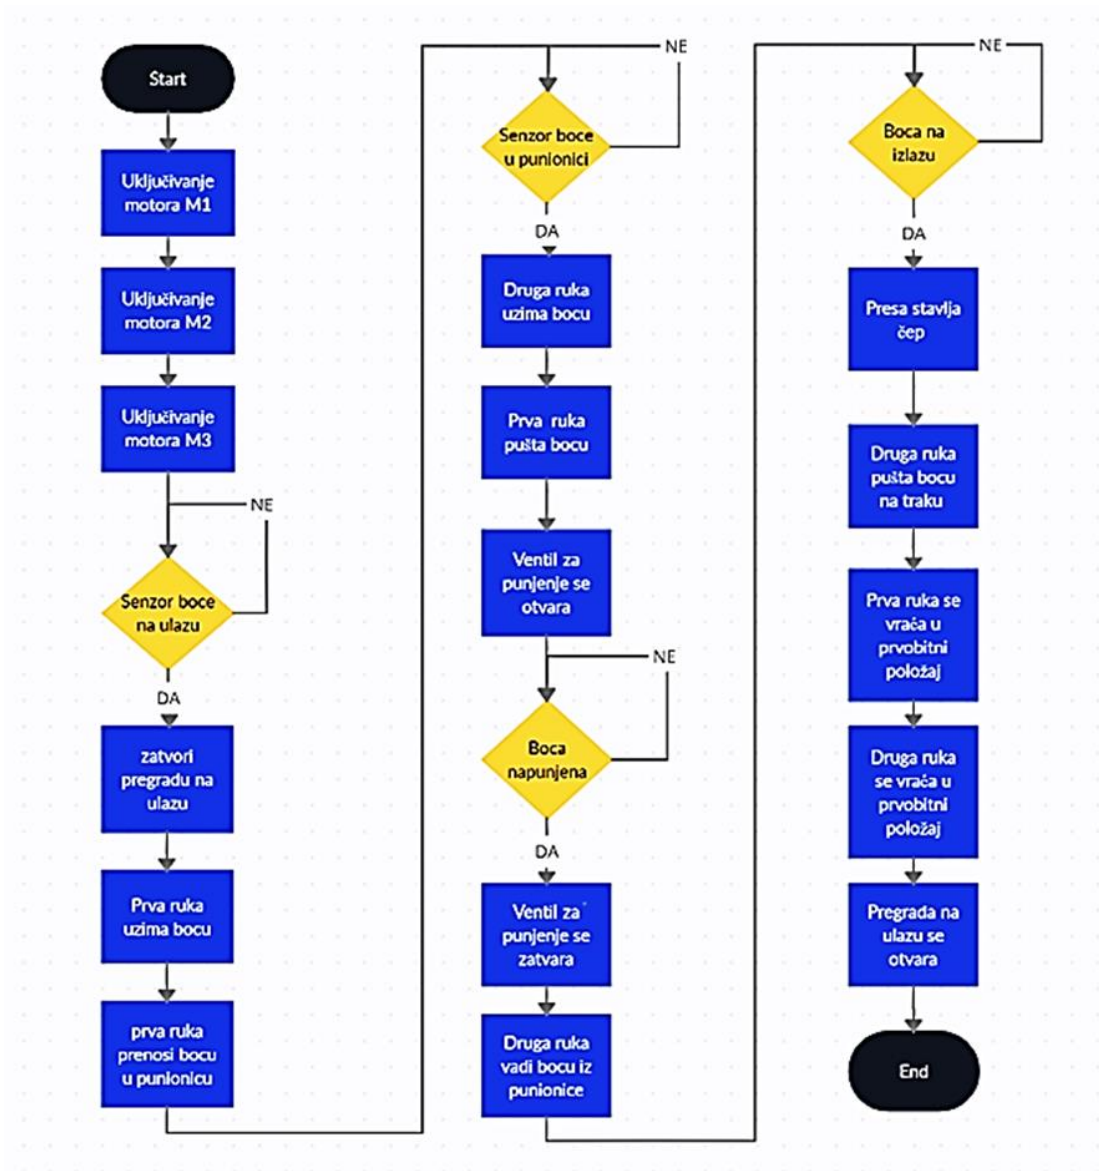 Start
Uključivanje
motora M1
Uključivanje
motora M2
Uključivanje
motora M3
NE
Senzor boce
na ulazu
DA
zatvori
pregradu na
ulazu
Prva ruka
uzima bocu
prva ruka
prenosi bocu
u punionicu
NE
Senzor boce
u punionici
DA
Druga ruka
uzima bocu
Prva ruka
pušta bocu
Ventil za
punjenje se
otvara
NE
Boca
napunjena
DA
Ventil za
punjenje se
zatvara
Druga ruka
vadi bocu iz
punionice
NE
Boca na
izlazu
DA
Presa stavlja
čep
Druga ruka
pušta bocu
na traku
Prva ruka se
vrača u
prvobitni
položaj
Druga ruka
se vrača u
prvobitni
položaj
Pregrada na
ulazu se
otvara
End